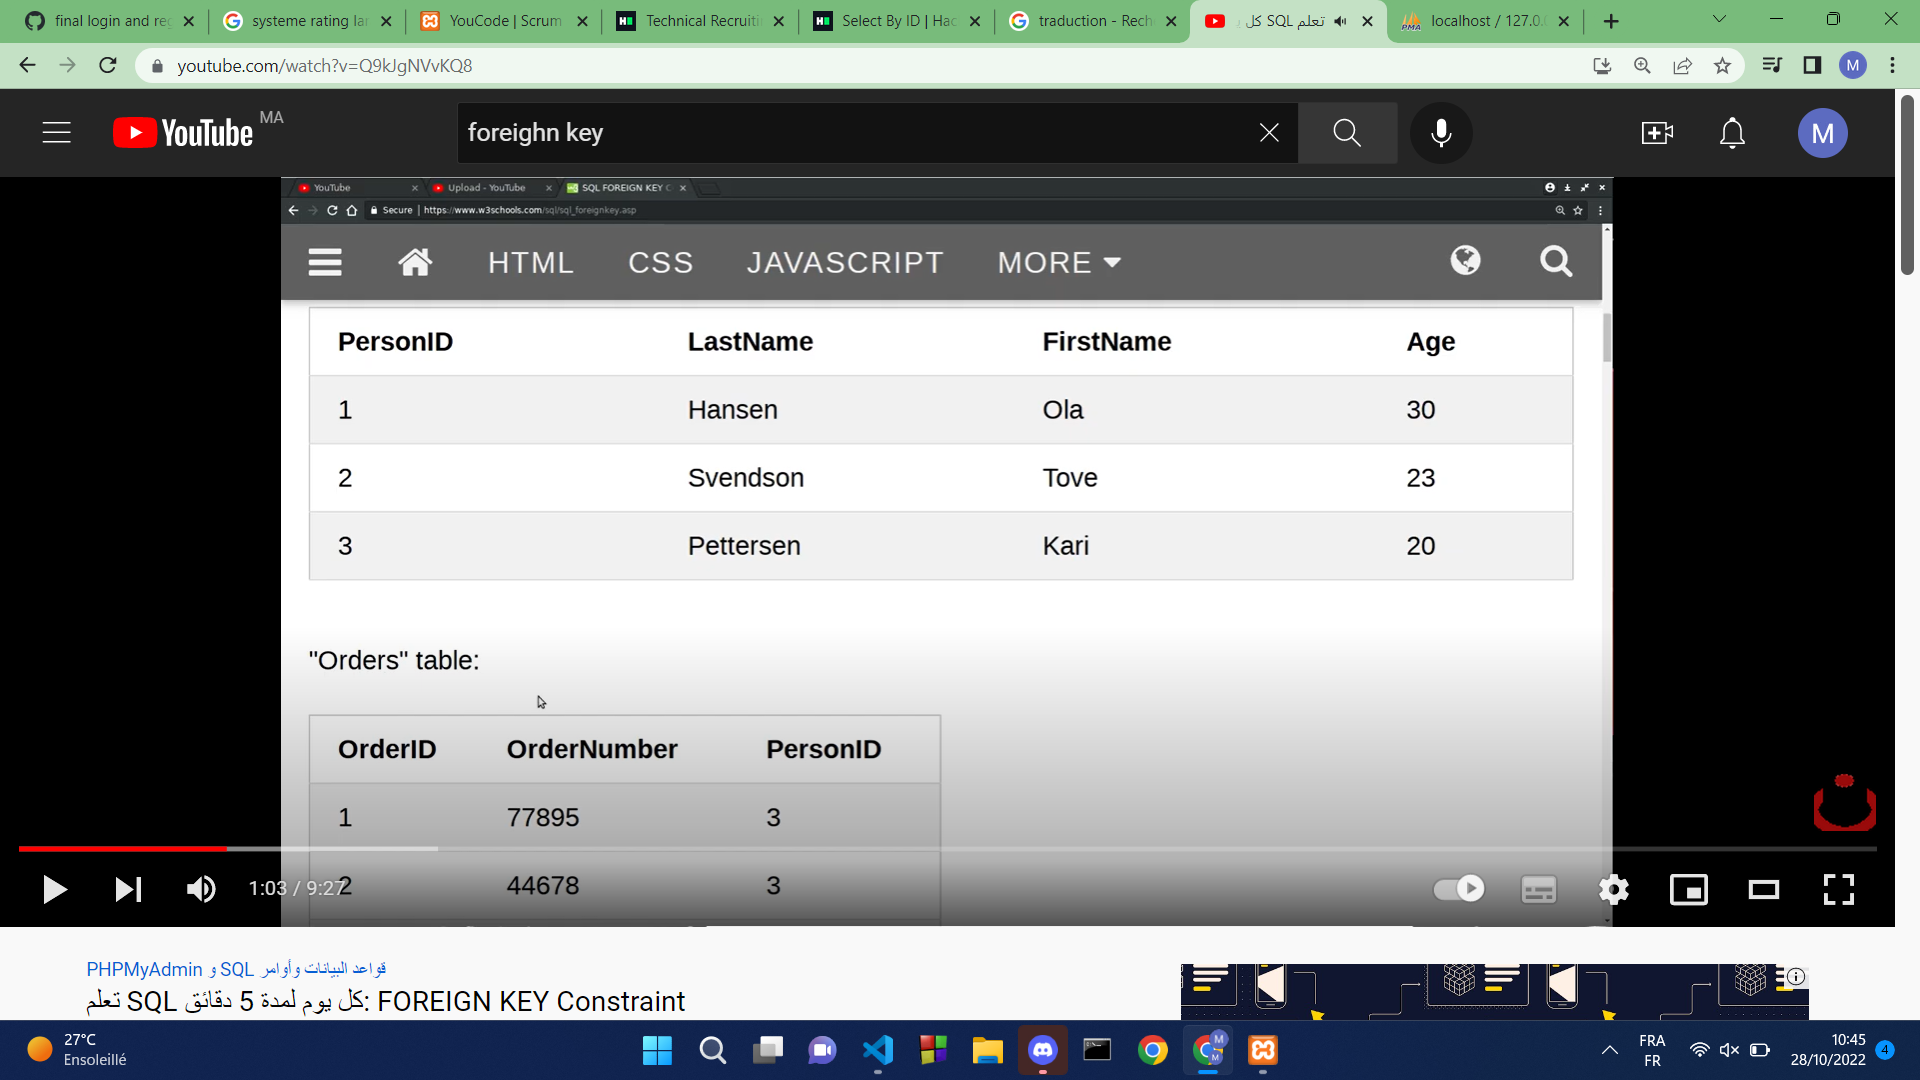 final login and reg
systeme rating lar
YouCode | Scrum
Technical Recruiti
Select By ID | Hac
traduction - Rech
تعلم SQL كل
localhost / 127.0.
youtube.com/watch?v=Q9kJgNVvKQ8
M
YouTube MA
foreighn key
M
YouTube
Upload - YouTube
SQL FOREIGN KEY C
Secure | https://www.w3schools.com/sql/sql_foreignkey.asp
HTML CSS JAVASCRIPT MORE
PersonID LastName FirstName Age
1 Hansen Ola 30
2 Svendson Tove 23
3 Pettersen Kari 20
"Orders" table:
OrderID OrderNumber PersonID
1 77895 3
2 44678 3
1:03 / 9:27
قواعد البيانات وأوامر SQL و PHPMyAdmin
تعلم SQL كل يوم لمدة 5 دقائق: FOREIGN KEY Constraint
27°C
Ensoleillé
M
M
FRA
FR
10:45
28/10/2022
4